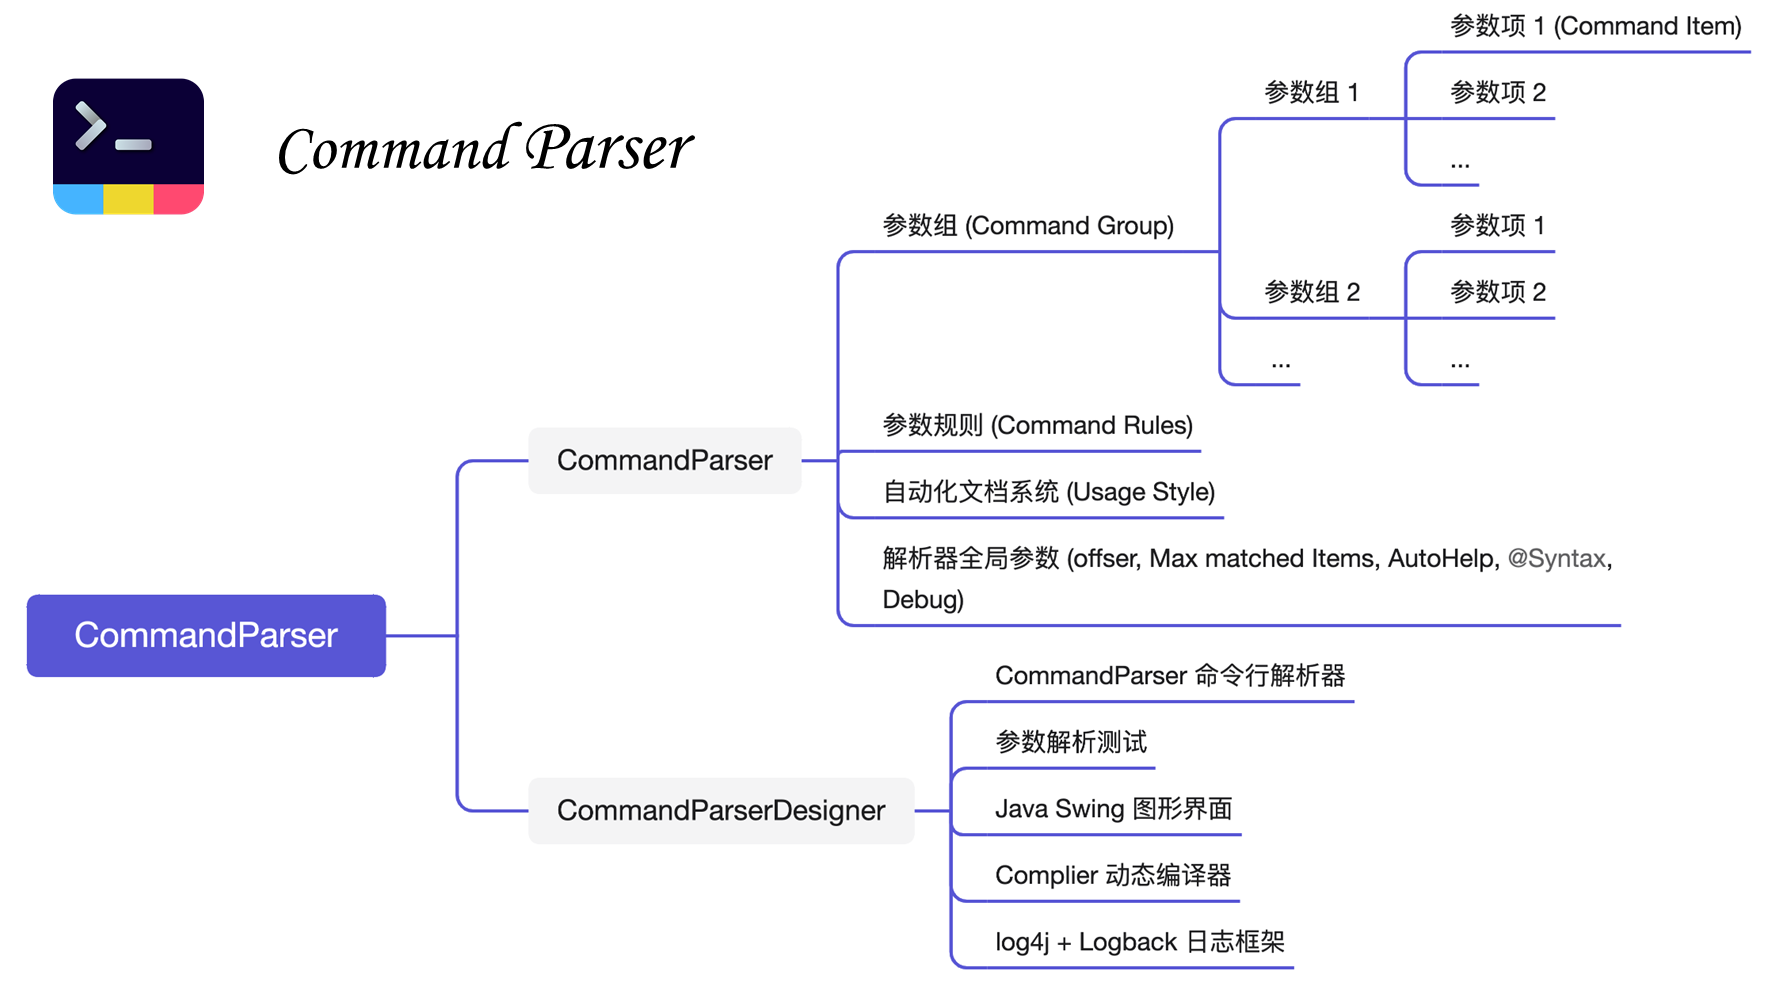 Command Parser
CommandParser
CommandParser
参数组 (Command Group)
参数组 1
参数项 1 (Command Item)
参数项 2
...
参数组 2
参数项 1
参数项 2
...
...
参数规则 (Command Rules)
自动化文档系统 (Usage Style)
解析器全局参数 (offser, Max matched Items, AutoHelp, @Syntax,
Debug)
CommandParserDesigner
CommandParser 命令行解析器
参数解析测试
Java Swing 图形界面
Complier 动态编译器
log4j + Logback 日志框架